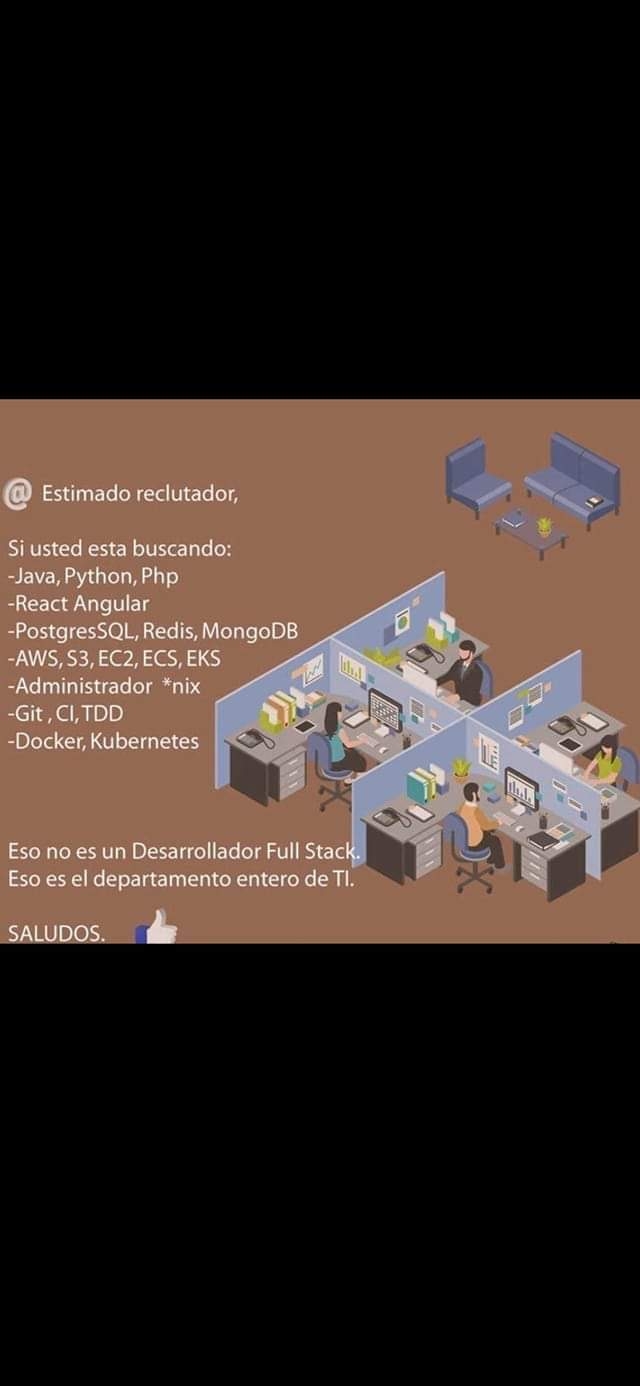 @ Estimado reclutador,
Si usted esta buscando:
-Java, Python, Php
-React Angular
-PostgresSQL, Redis, MongoDB
-AWS, S3, EC2, ECS, EKS
-Administrador *nix
-Git , CI, TDD
-Docker, Kubernetes
Eso no es un Desarrollador Full Stack.
Eso es el departamento entero de TI.
SALUDOS.